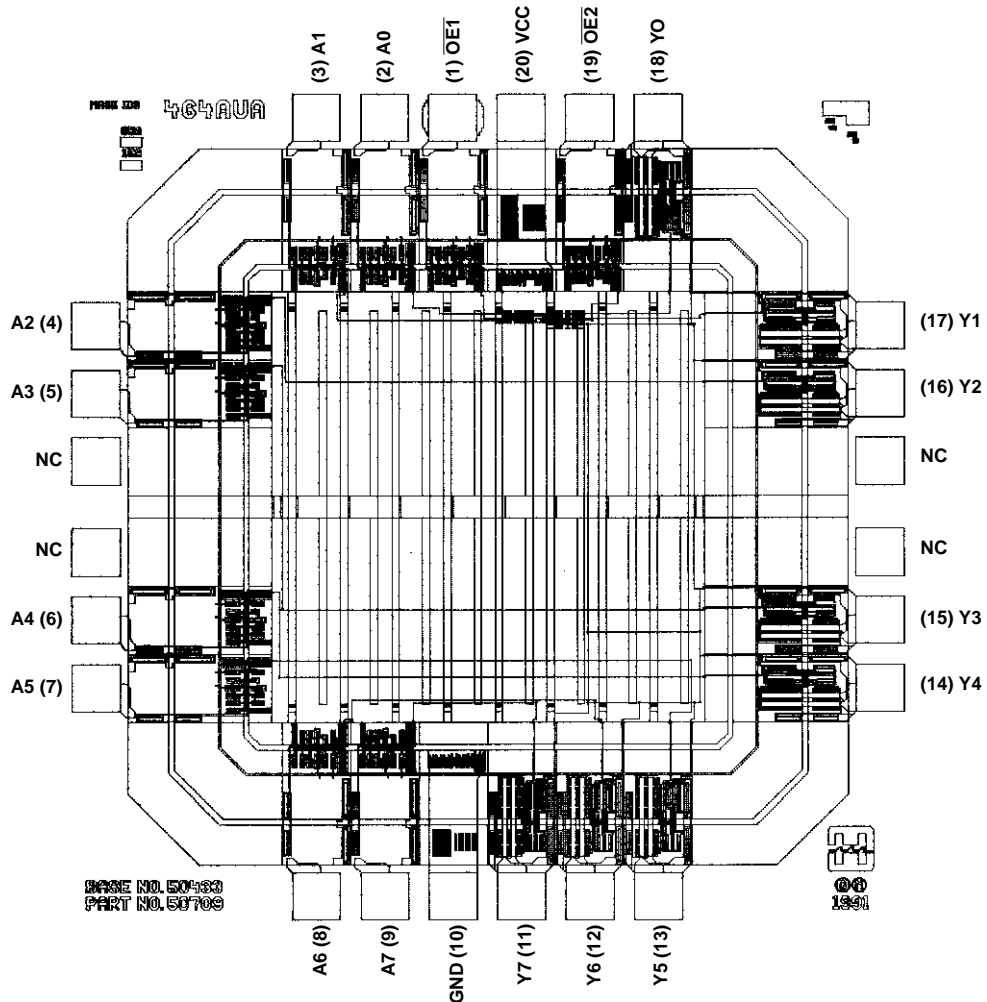 (3) A1
(2) A0
(1) OE1
(20) VCC
(19) OE2
(18) YO
MASK IDS
464AUA
A2 (4)
(17) Y1
A3 (5)
(16) Y2
NC
NC
NC
NC
A4 (6)
(15) Y3
A5 (7)
(14) Y4
BASE NO. 50433
PART NO. 50709
1991
A6 (8)
A7 (9)
GND (10)
Y7 (11)
Y6 (12)
Y5 (13)